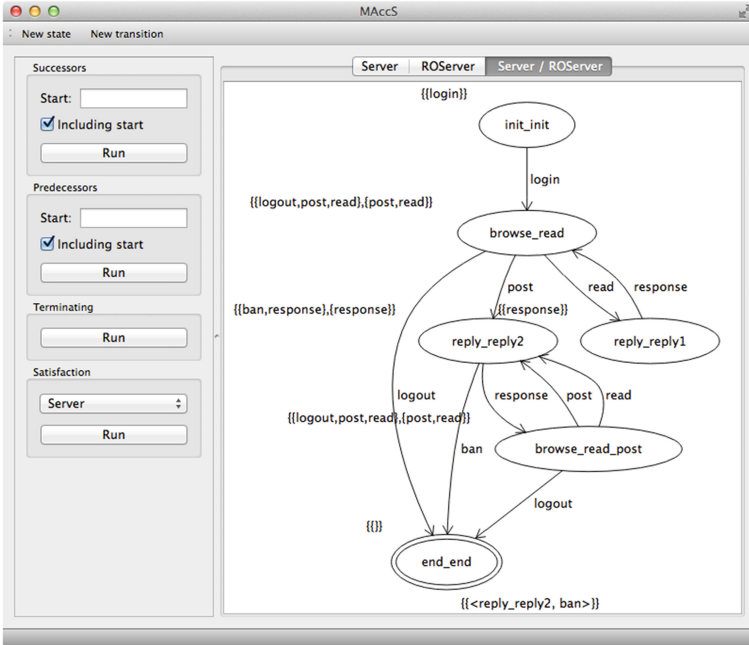 MAccS
New state New transition
Successors
Start:
Including start
Run
Predecessors
Start:
Including start
Run
Terminating
Run
Satisfaction
Server
Run
Server ROServer Server / ROServer
{{login}}
init_init
login
{{logout,post,read},{post,read}}
browse_read
post read response
{{ban,response},{response}} {{response}}
reply_reply2 reply_reply1
logout response post read
{{logout,post,read},{post,read}}
ban browse_read_post
logout
{{}}
end_end
{{<reply_reply2, ban>}}